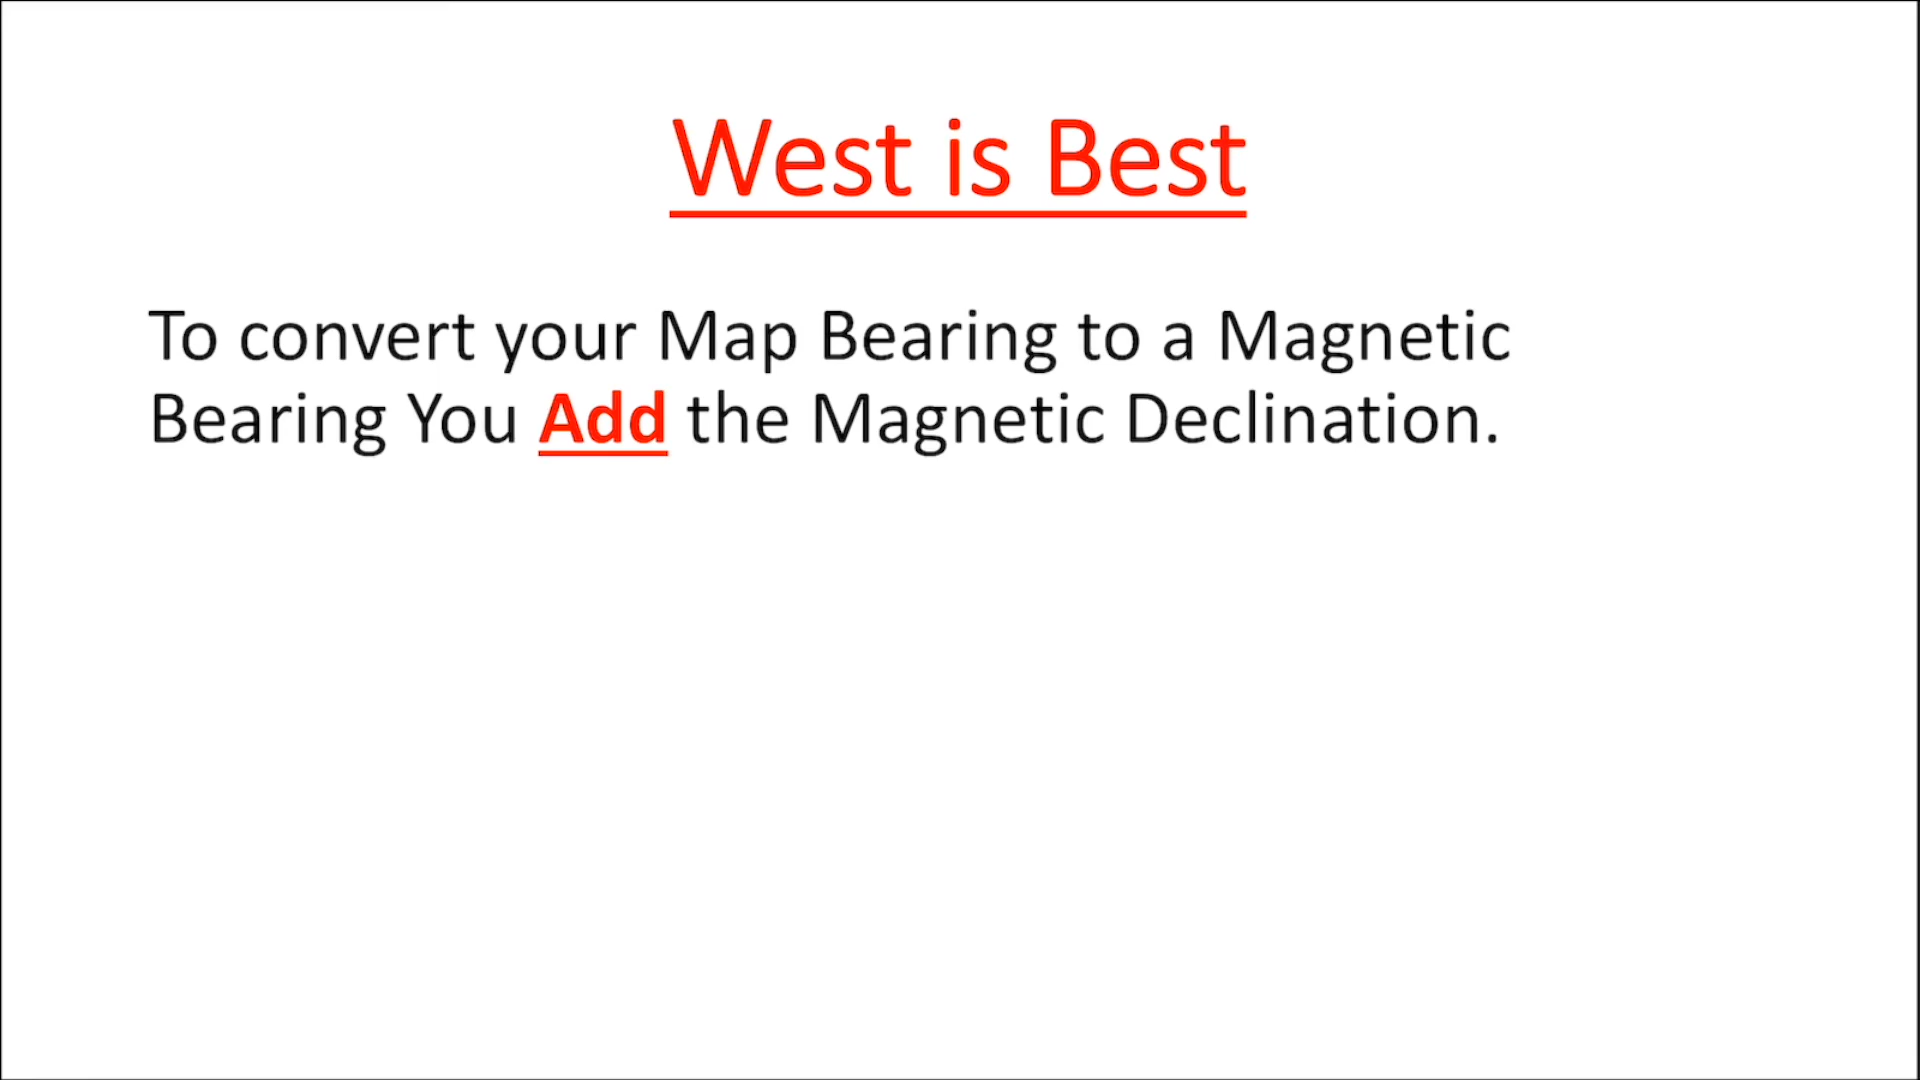 West is Best
To convert your Map Bearing to a Magnetic
Bearing You Add the Magnetic Declination.